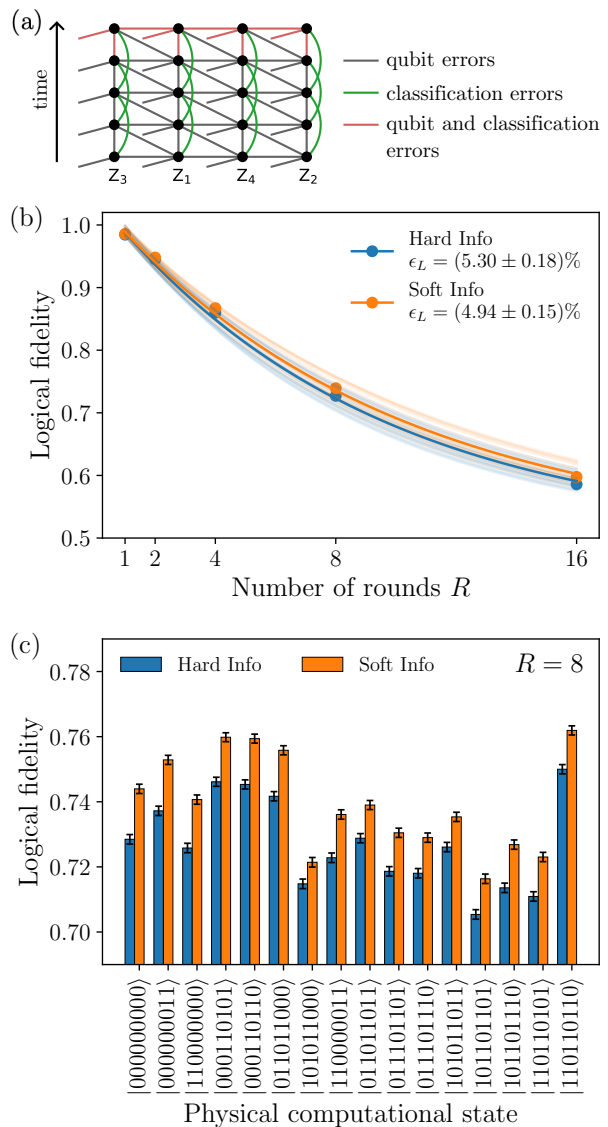 (a)
time
Z₃ Z₁ Z₄ Z₂
qubit errors
classification errors
qubit and classification
errors
(b)
Logical fidelity
1.0
0.9
0.8
0.7
0.6
0.5
Hard Info
ϵ_L = (5.30 ± 0.18)%
Soft Info
ϵ_L = (4.94 ± 0.15)%
1 2 4 8 16
Number of rounds R
(c)
Logical fidelity
0.78
0.76
0.74
0.72
0.70
Hard Info
Soft Info
R = 8
|000000000⟩
|000000011⟩
|110000000⟩
|000110101⟩
|000110110⟩
|011011000⟩
|101011000⟩
|110000011⟩
|011011011⟩
|011101101⟩
|011101110⟩
|101011011⟩
|101101101⟩
|101101110⟩
|110110101⟩
|110110110⟩
Physical computational state